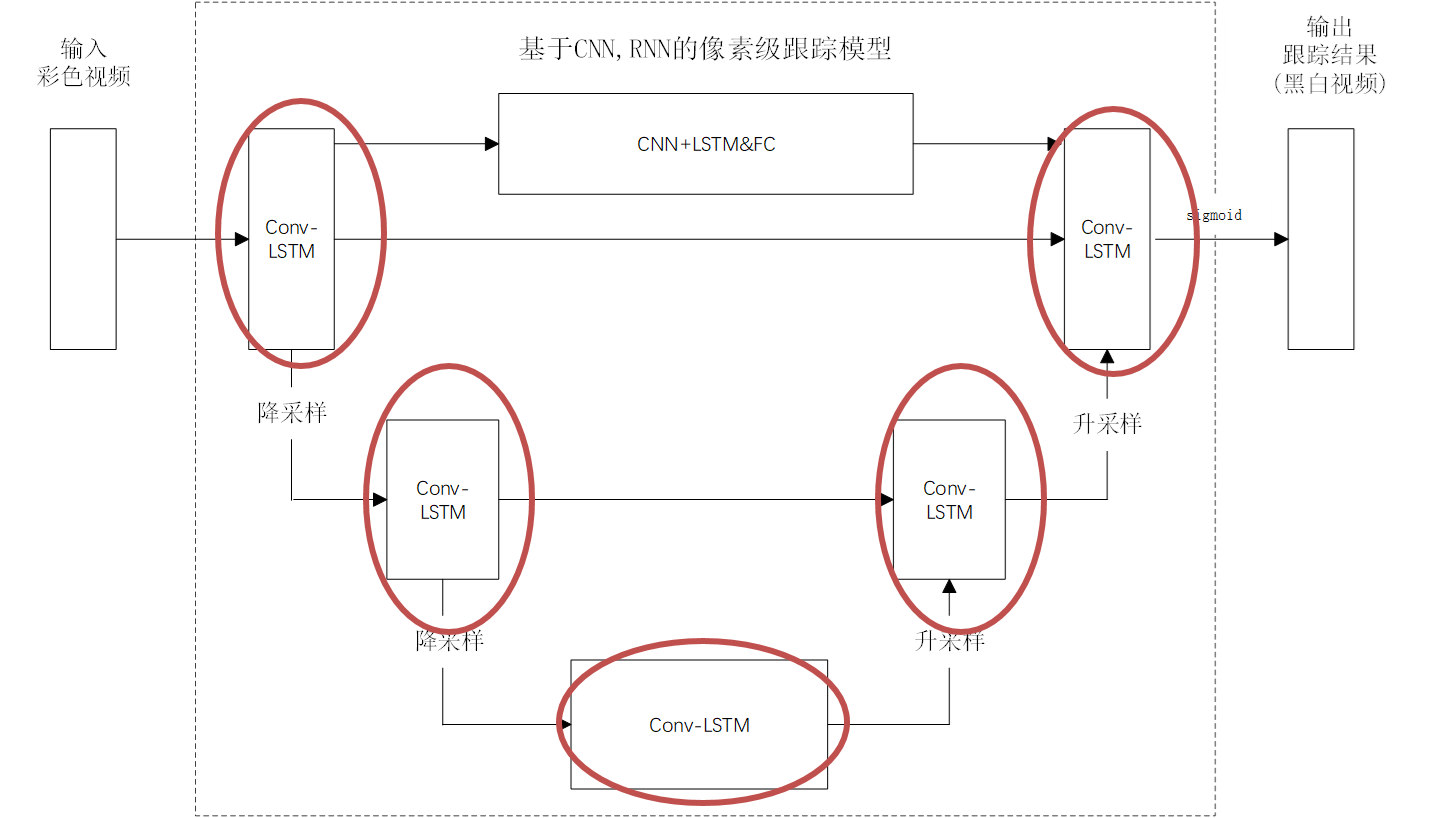 输入
彩色视频
基于CNN,RNN的像素级跟踪模型
输出
跟踪结果
(黑白视频)
CNN+LSTM&FC
Conv-
LSTM
Conv-
LSTM
sigmoid
降采样
升采样
Conv-
LSTM
Conv-
LSTM
降采样
升采样
Conv-LSTM